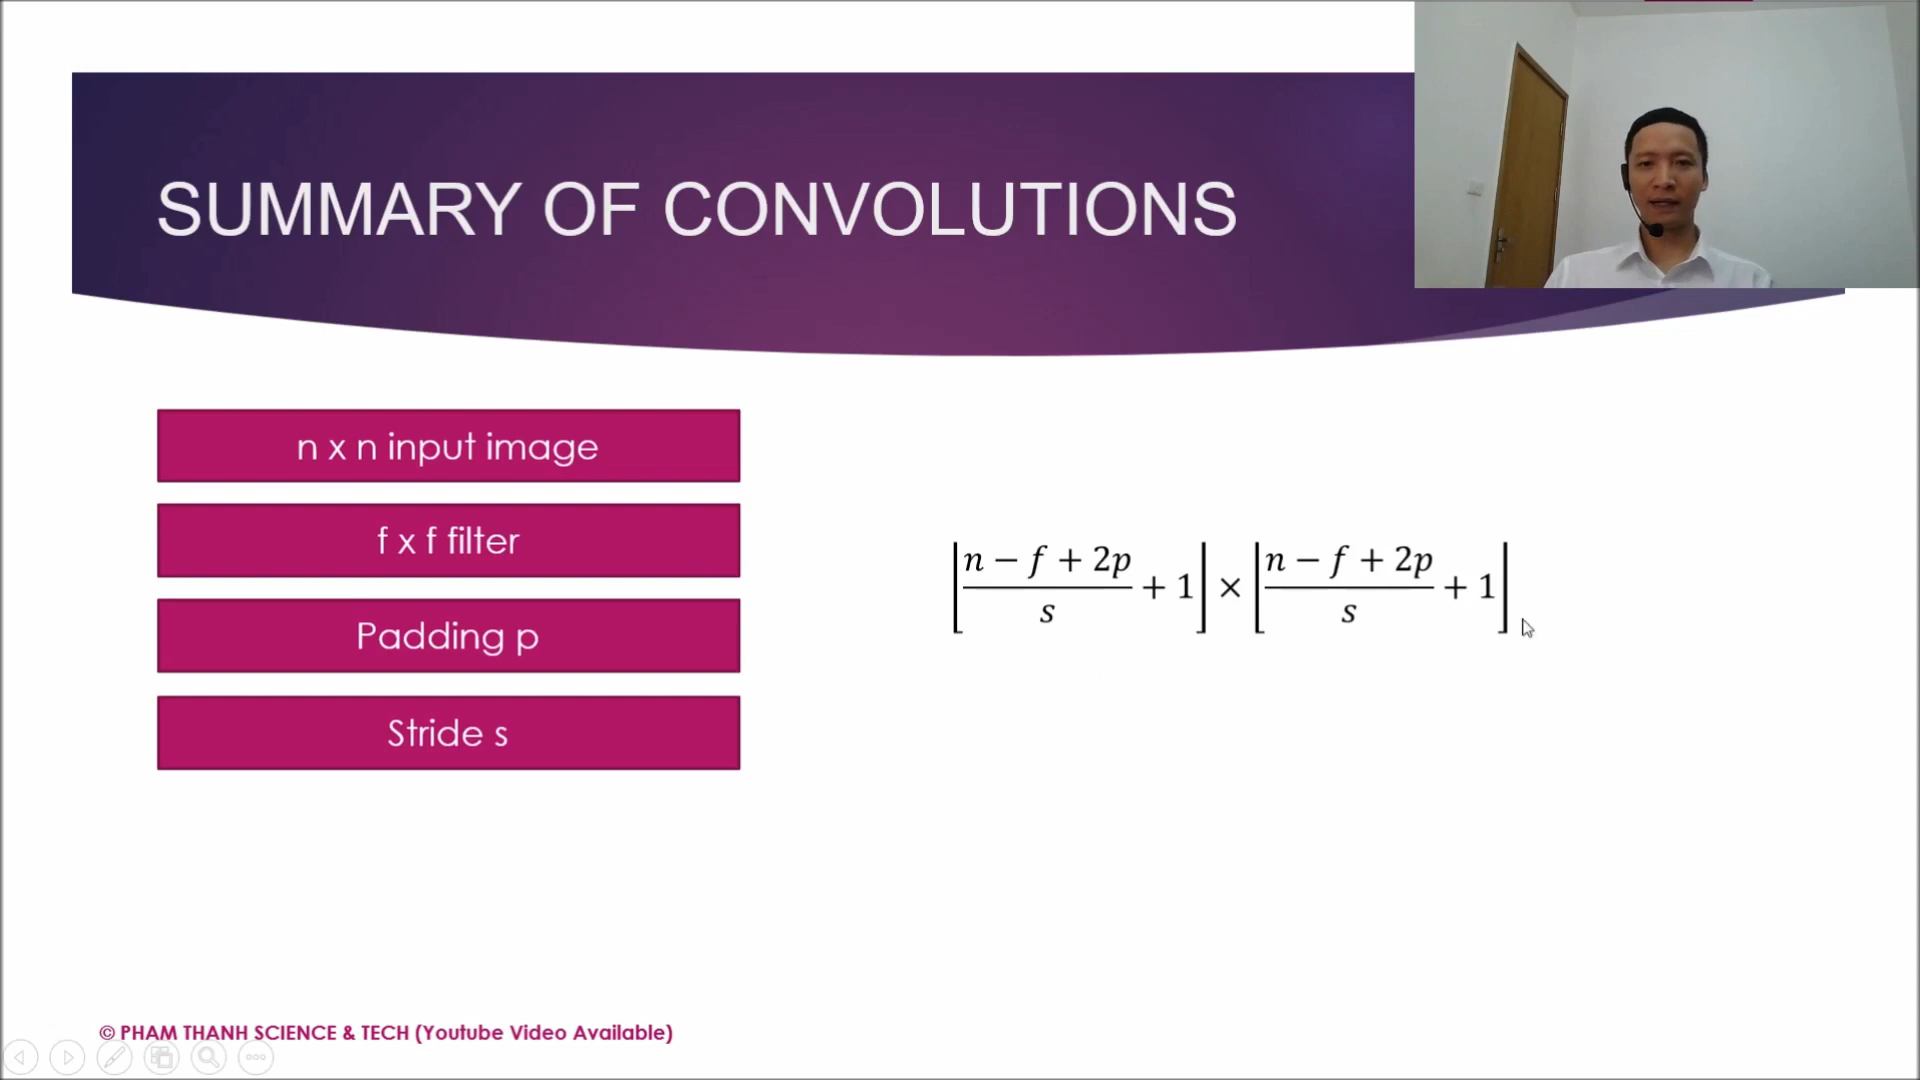 SUMMARY OF CONVOLUTIONS
n x n input image
f x f filter
Padding p
Stride s
⌊(n − f + 2p)/s + 1⌋ × ⌊(n − f + 2p)/s + 1⌋
© PHAM THANH SCIENCE & TECH (Youtube Video Available)